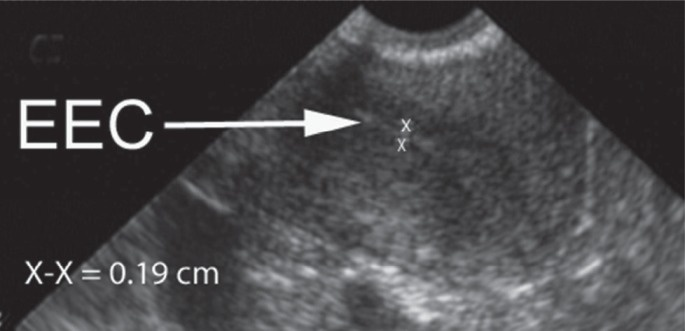 EEC
X
X
X-X = 0.19 cm